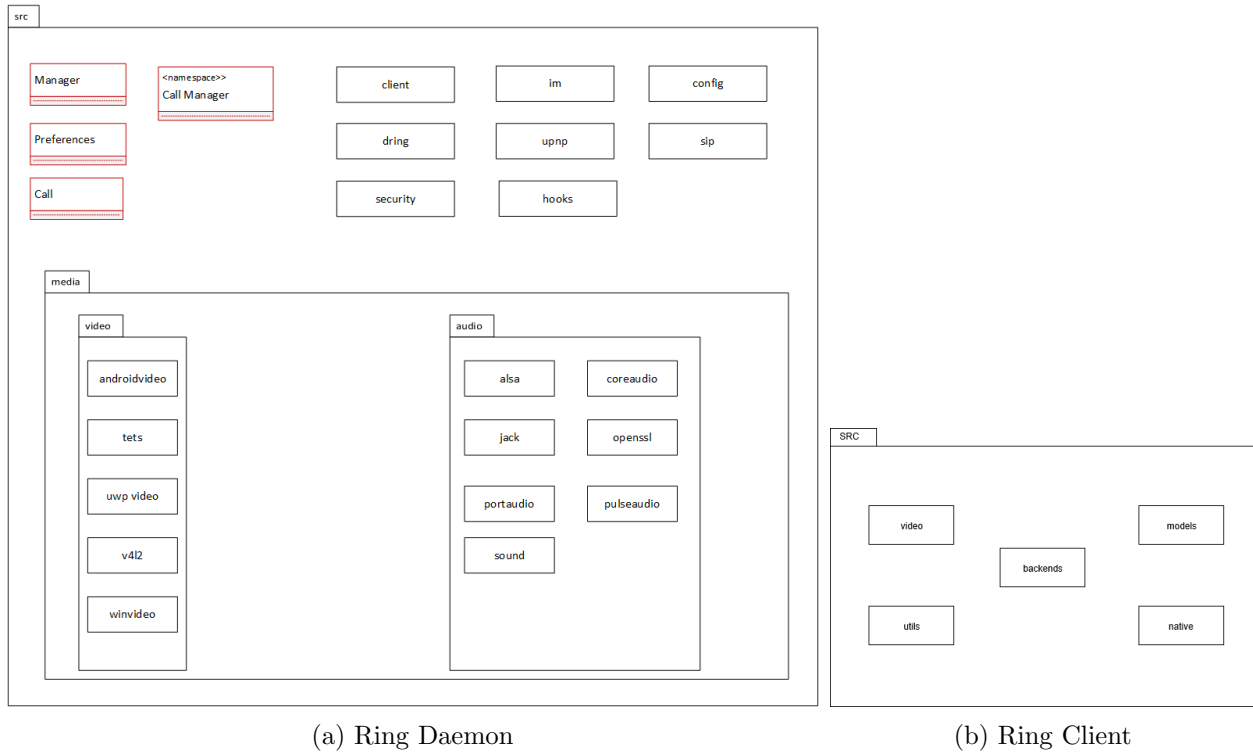 src
Manager
<namespace>>
Call Manager
client
im
config
Preferences
dring
upnp
sip
Call
security
hooks
media
video
audio
androidvideo
alsa
coreaudio
tets
jack
openssl
uwp video
portaudio
pulseaudio
v4l2
sound
winvideo
SRC
video
models
backends
utils
native
(a) Ring Daemon
(b) Ring Client